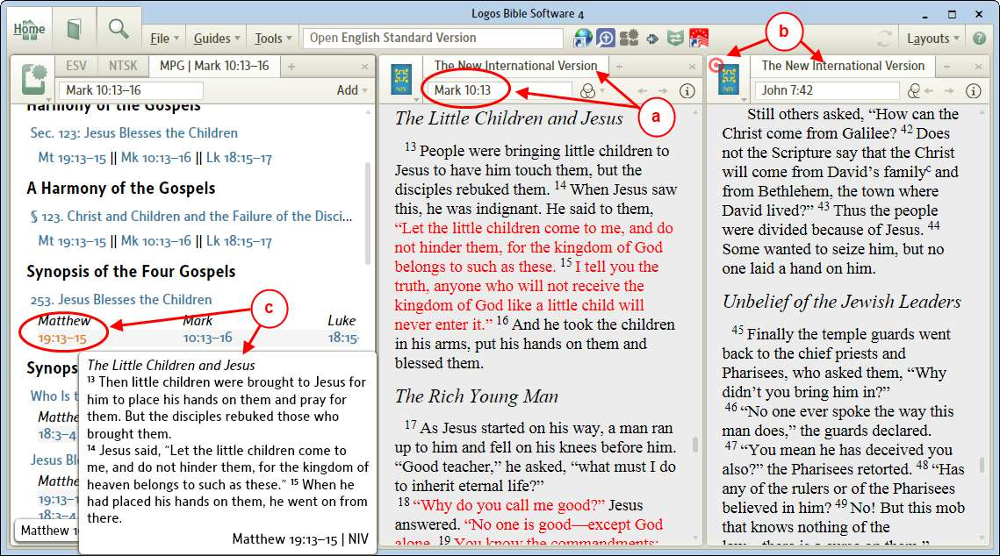 Logos Bible Software 4
Home
File Guides Tools Open English Standard Version Layouts
ESV NTSK MPG | Mark 10:13–16
Mark 10:13–16 Add
Harmony of the Gospels
Sec. 123: Jesus Blesses the Children
Mt 19:13–15 || Mk 10:13–16 || Lk 18:15–17
A Harmony of the Gospels
§ 123. Christ and Children and the Failure of the Disci...
Mt 19:13–15 || Mk 10:13–16 || Lk 18:15–17
Synopsis of the Four Gospels
253. Jesus Blesses the Children
Matthew Mark Luke
19:13–15 10:13–16 18:15-
c
Synops
Who Is t
Matthe
18:3–4
Jesus Bl
Matthe
19:13–1
18:3–4
Matthew 1
The Little Children and Jesus
13 Then little children were brought to Jesus for
him to place his hands on them and pray for
them. But the disciples rebuked those who
brought them.
14 Jesus said, “Let the little children come to
me, and do not hinder them, for the kingdom of
heaven belongs to such as these.” 15 When he
had placed his hands on them, he went on from
there.
Matthew 19:13–15 | NIV
The New International Version
NIV
Mark 10:13
a
The Little Children and Jesus
13 People were bringing little children to
Jesus to have him touch them, but the
disciples rebuked them. 14 When Jesus saw
this, he was indignant. He said to them,
“Let the little children come to me, and do
not hinder them, for the kingdom of God
belongs to such as these. 15 I tell you the
truth, anyone who will not receive the
kingdom of God like a little child will
never enter it.” 16 And he took the children
in his arms, put his hands on them and
blessed them.
The Rich Young Man
17 As Jesus started on his way, a man ran
up to him and fell on his knees before him.
“Good teacher,” he asked, “what must I do
to inherit eternal life?”
18 “Why do you call me good?” Jesus
answered. “No one is good—except God
alone. 19 You know the commandments:
b
The New International Version
NIV
John 7:42
Still others asked, “How can the
Christ come from Galilee? 42 Does
not the Scripture say that the Christ
will come from David’s familyc and
from Bethlehem, the town where
David lived?” 43 Thus the people
were divided because of Jesus. 44
Some wanted to seize him, but no
one laid a hand on him.
Unbelief of the Jewish Leaders
45 Finally the temple guards went
back to the chief priests and
Pharisees, who asked them, “Why
didn’t you bring him in?”
46 “No one ever spoke the way this
man does,” the guards declared.
47 “You mean he has deceived you
also?” the Pharisees retorted. 48 “Has
any of the rulers or of the Pharisees
believed in him? 49 No! But this mob
that knows nothing of the
law—there is a curse on them.”